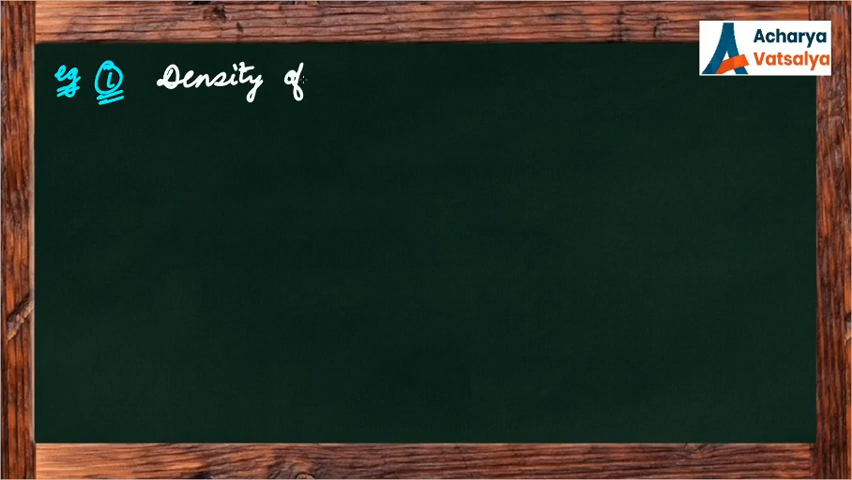 eg ① Density of
Acharya
Vatsalya